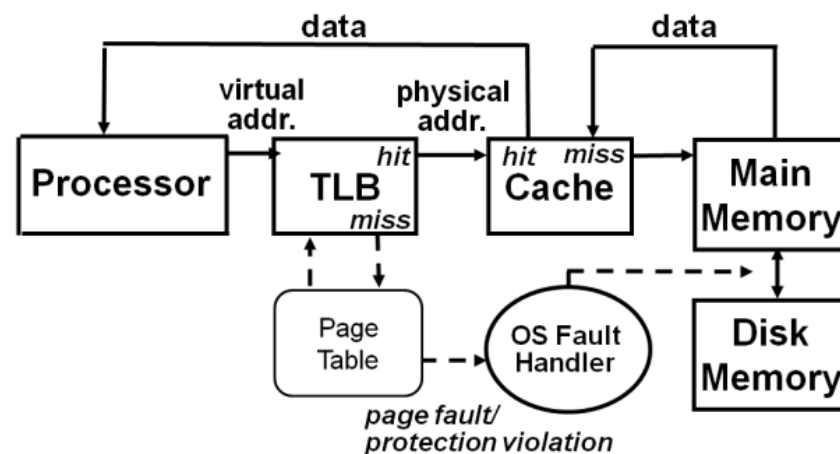 data
data
virtual
addr.
physical
addr.
Processor
hit
TLB
miss
hit
miss
Cache
Main
Memory
Page
Table
OS Fault
Handler
Disk
Memory
page fault/
protection violation